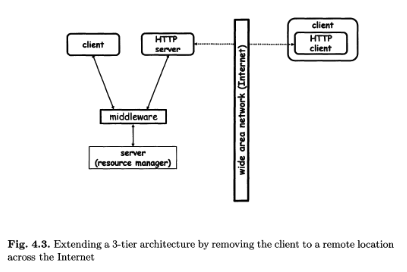 client
HTTP
server
client
HTTP
client
wide area network (Internet)
middleware
server
(resource manager)
Fig. 4.3. Extending a 3-tier architecture by removing the client to a remote location
across the Internet